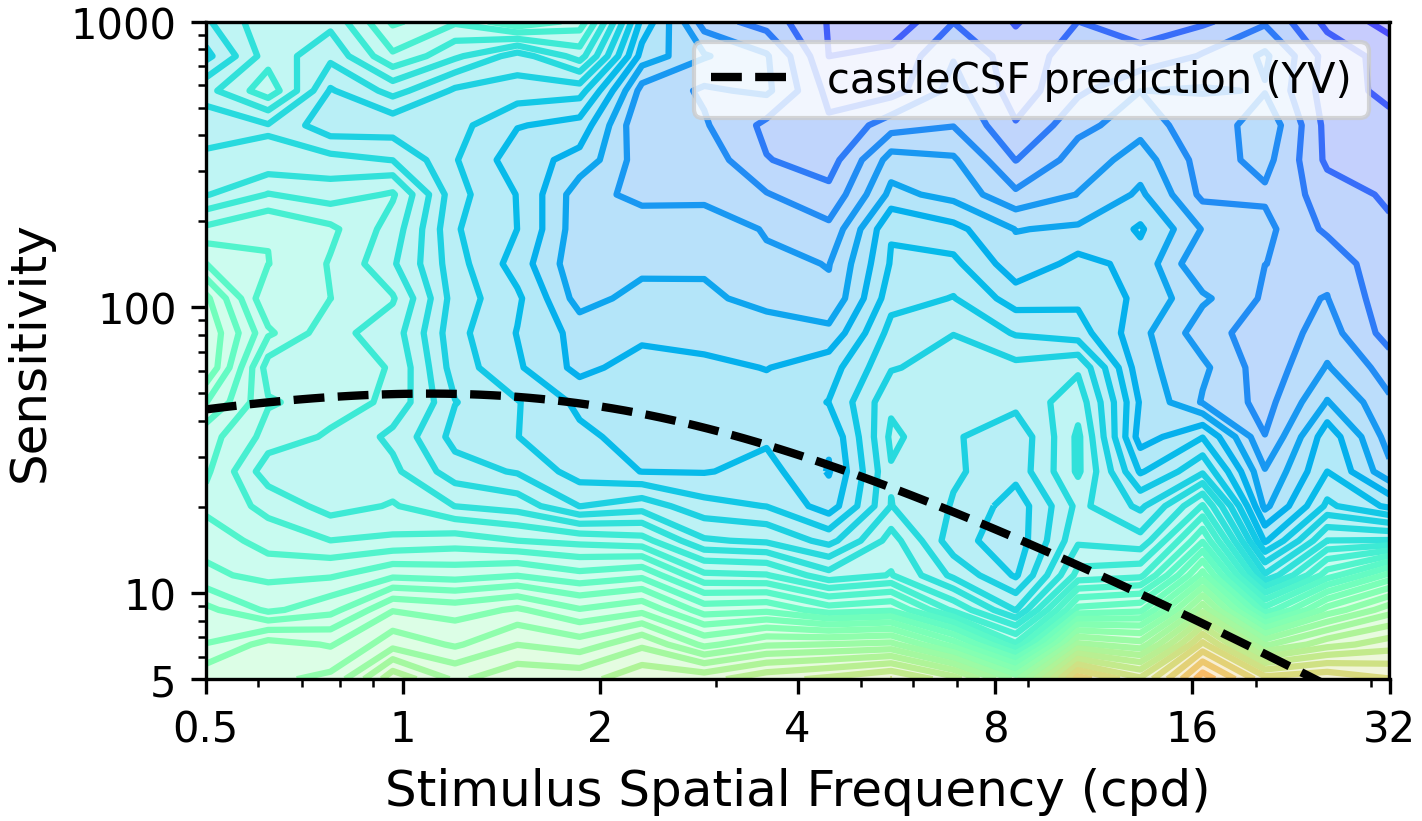 1000
castleCSF prediction (YV)
100
Sensitivity
10
5
0.5 1 2 4 8 16 32
Stimulus Spatial Frequency (cpd)